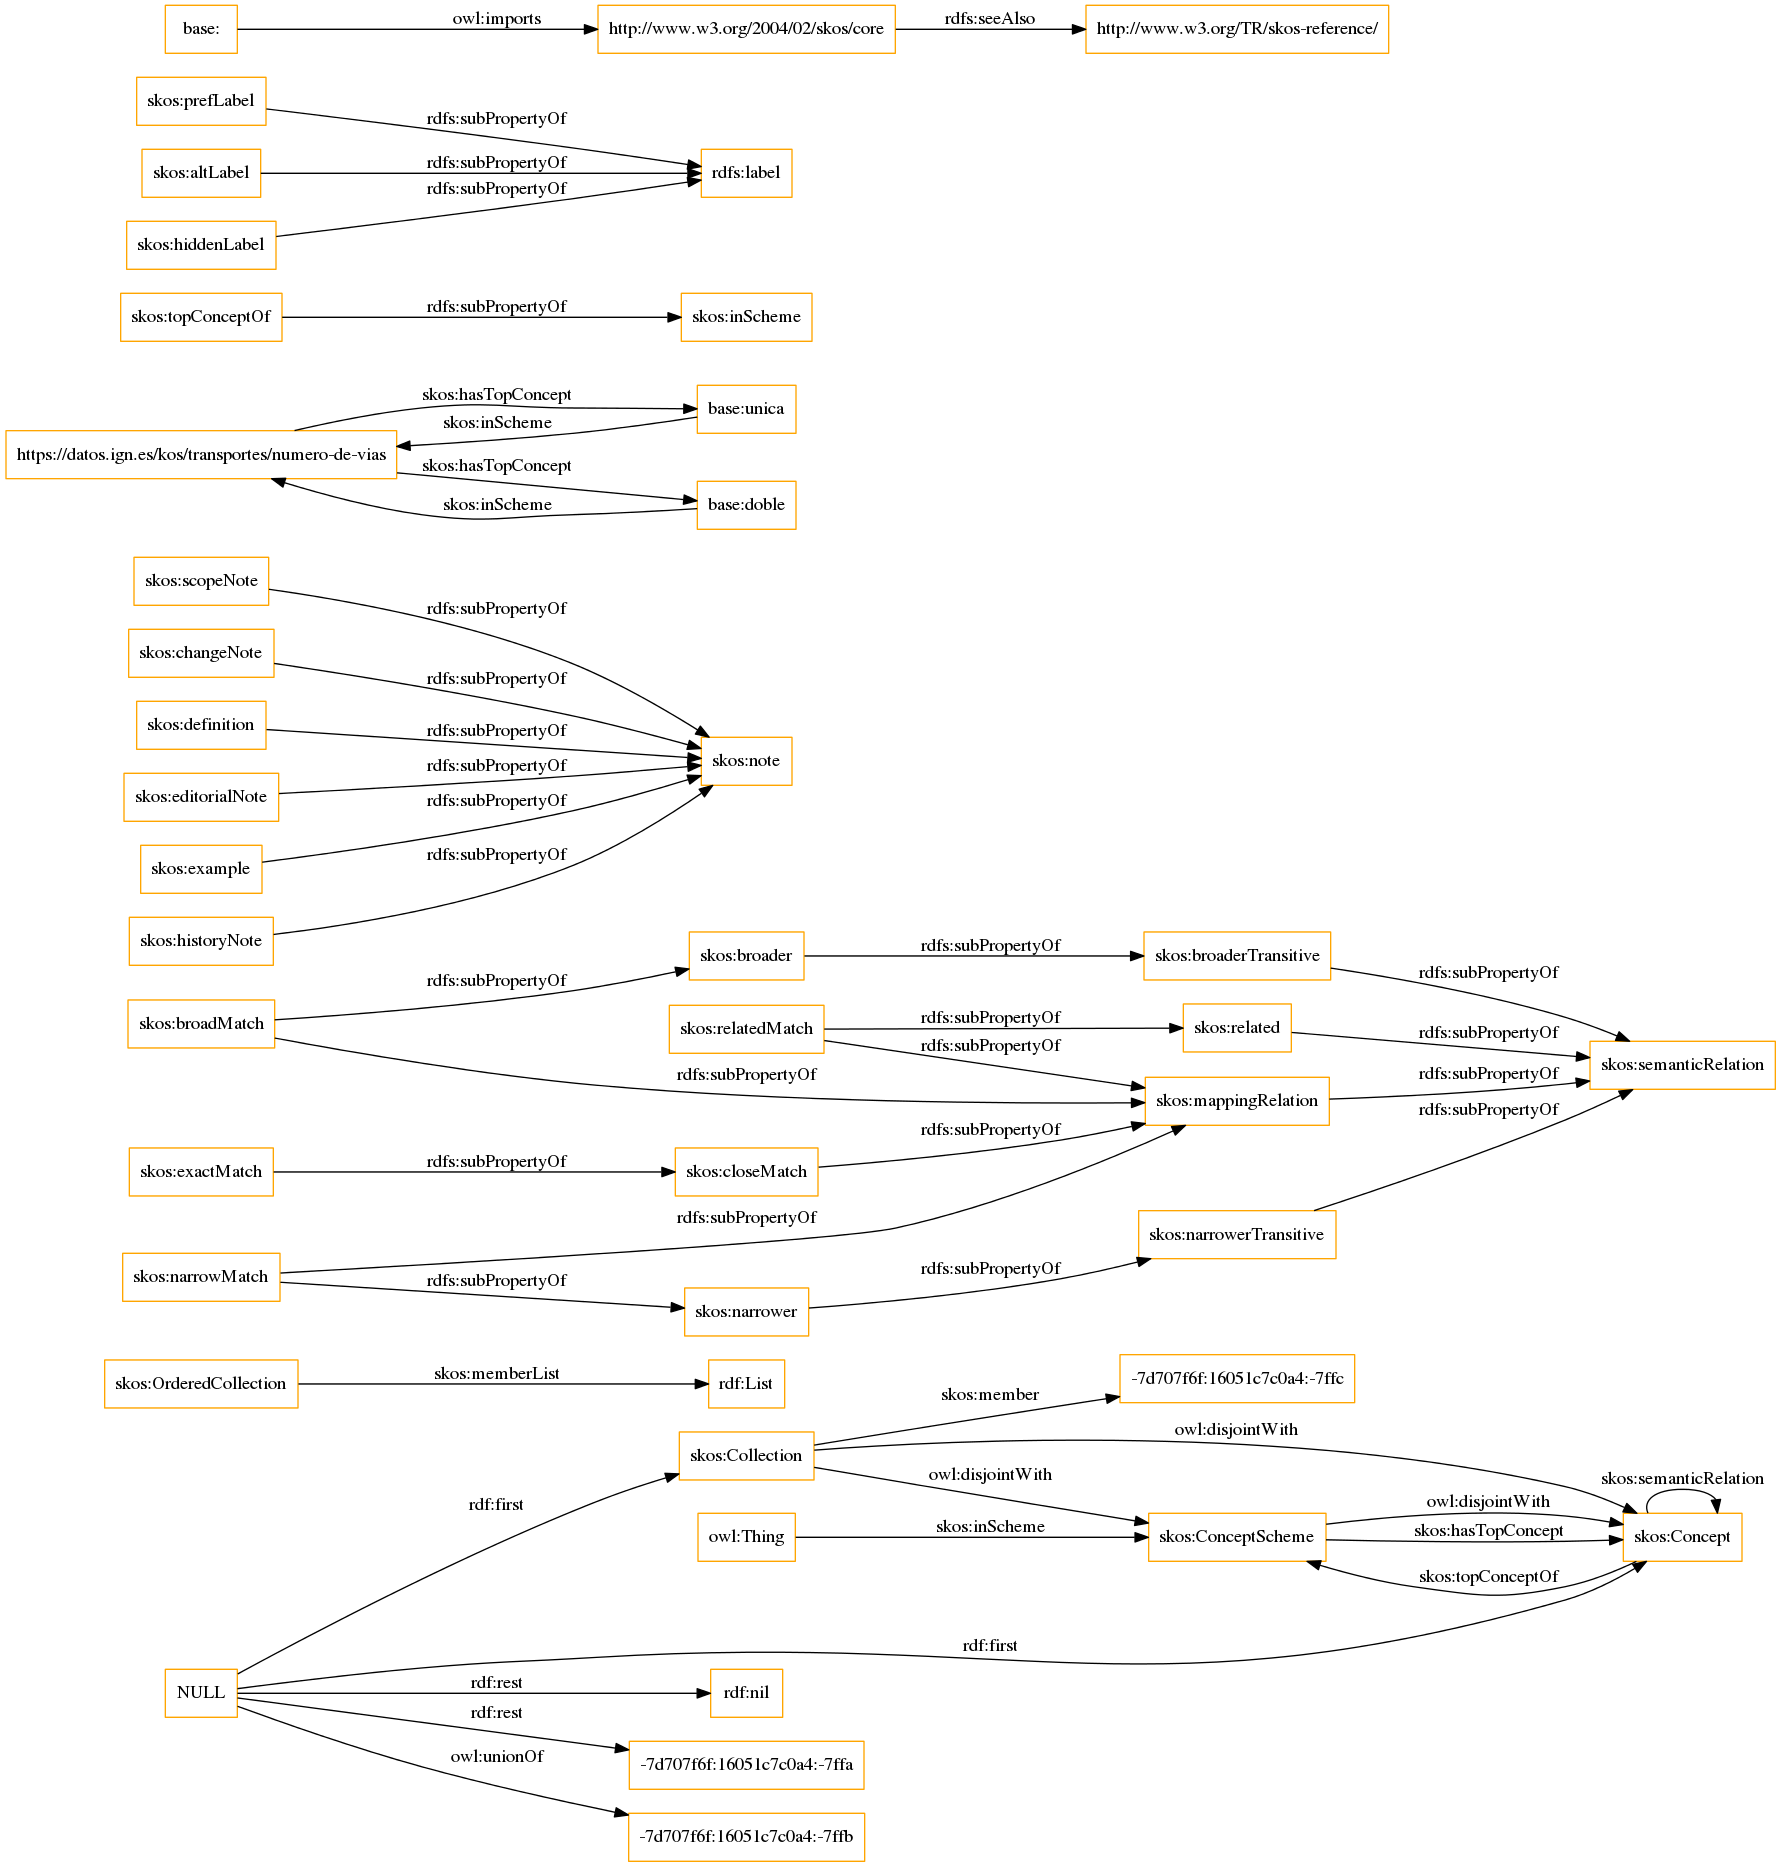 base:
owl:imports
http://www.w3.org/2004/02/skos/core
rdfs:seeAlso
http://www.w3.org/TR/skos-reference/
skos:prefLabel
rdfs:subPropertyOf
skos:altLabel
rdfs:subPropertyOf
rdfs:label
skos:hiddenLabel
rdfs:subPropertyOf
skos:topConceptOf
rdfs:subPropertyOf
skos:inScheme
https://datos.ign.es/kos/transportes/numero-de-vias
skos:hasTopConcept
base:unica
skos:inScheme
skos:hasTopConcept
base:doble
skos:inScheme
skos:scopeNote
rdfs:subPropertyOf
skos:changeNote
rdfs:subPropertyOf
skos:definition
rdfs:subPropertyOf
skos:note
skos:editorialNote
rdfs:subPropertyOf
skos:example
rdfs:subPropertyOf
skos:historyNote
rdfs:subPropertyOf
skos:broadMatch
rdfs:subPropertyOf
skos:broader
rdfs:subPropertyOf
skos:broaderTransitive
rdfs:subPropertyOf
skos:relatedMatch
rdfs:subPropertyOf
skos:related
rdfs:subPropertyOf
skos:semanticRelation
rdfs:subPropertyOf
rdfs:subPropertyOf
skos:mappingRelation
rdfs:subPropertyOf
rdfs:subPropertyOf
skos:exactMatch
rdfs:subPropertyOf
skos:closeMatch
rdfs:subPropertyOf
skos:narrowMatch
rdfs:subPropertyOf
rdfs:subPropertyOf
skos:narrower
rdfs:subPropertyOf
skos:narrowerTransitive
skos:OrderedCollection
skos:memberList
rdf:List
skos:Collection
skos:member
-7d707f6f:16051c7c0a4:-7ffc
owl:disjointWith
owl:disjointWith
owl:Thing
skos:inScheme
skos:ConceptScheme
owl:disjointWith
skos:hasTopConcept
skos:topConceptOf
skos:Concept
skos:semanticRelation
NULL
rdf:first
rdf:first
rdf:rest
rdf:nil
rdf:rest
-7d707f6f:16051c7c0a4:-7ffa
owl:unionOf
-7d707f6f:16051c7c0a4:-7ffb